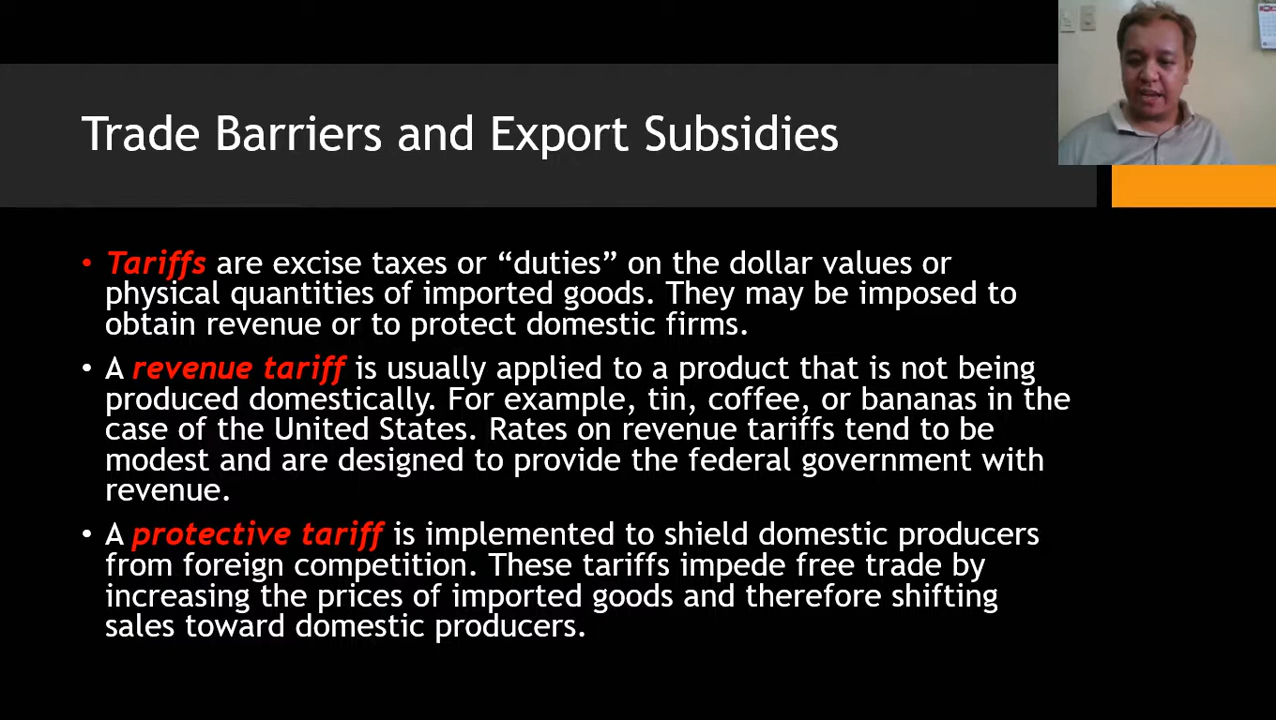 Trade Barriers and Export Subsidies
• Tariffs are excise taxes or “duties” on the dollar values or
physical quantities of imported goods. They may be imposed to
obtain revenue or to protect domestic firms.
• A revenue tariff is usually applied to a product that is not being
produced domestically. For example, tin, coffee, or bananas in the
case of the United States. Rates on revenue tariffs tend to be
modest and are designed to provide the federal government with
revenue.
• A protective tariff is implemented to shield domestic producers
from foreign competition. These tariffs impede free trade by
increasing the prices of imported goods and therefore shifting
sales toward domestic producers.